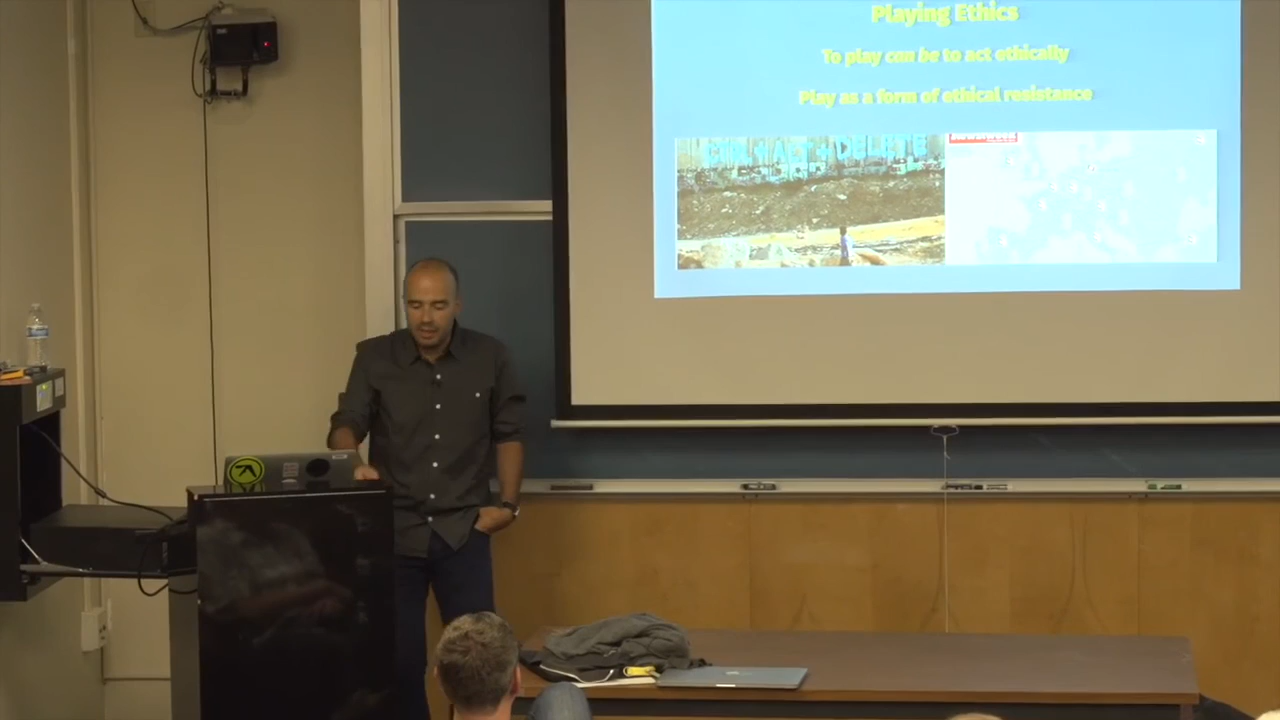 Playing Ethics
To play can be to act ethically
Play as a form of ethical resistance
CTRL+ALT+DELETE